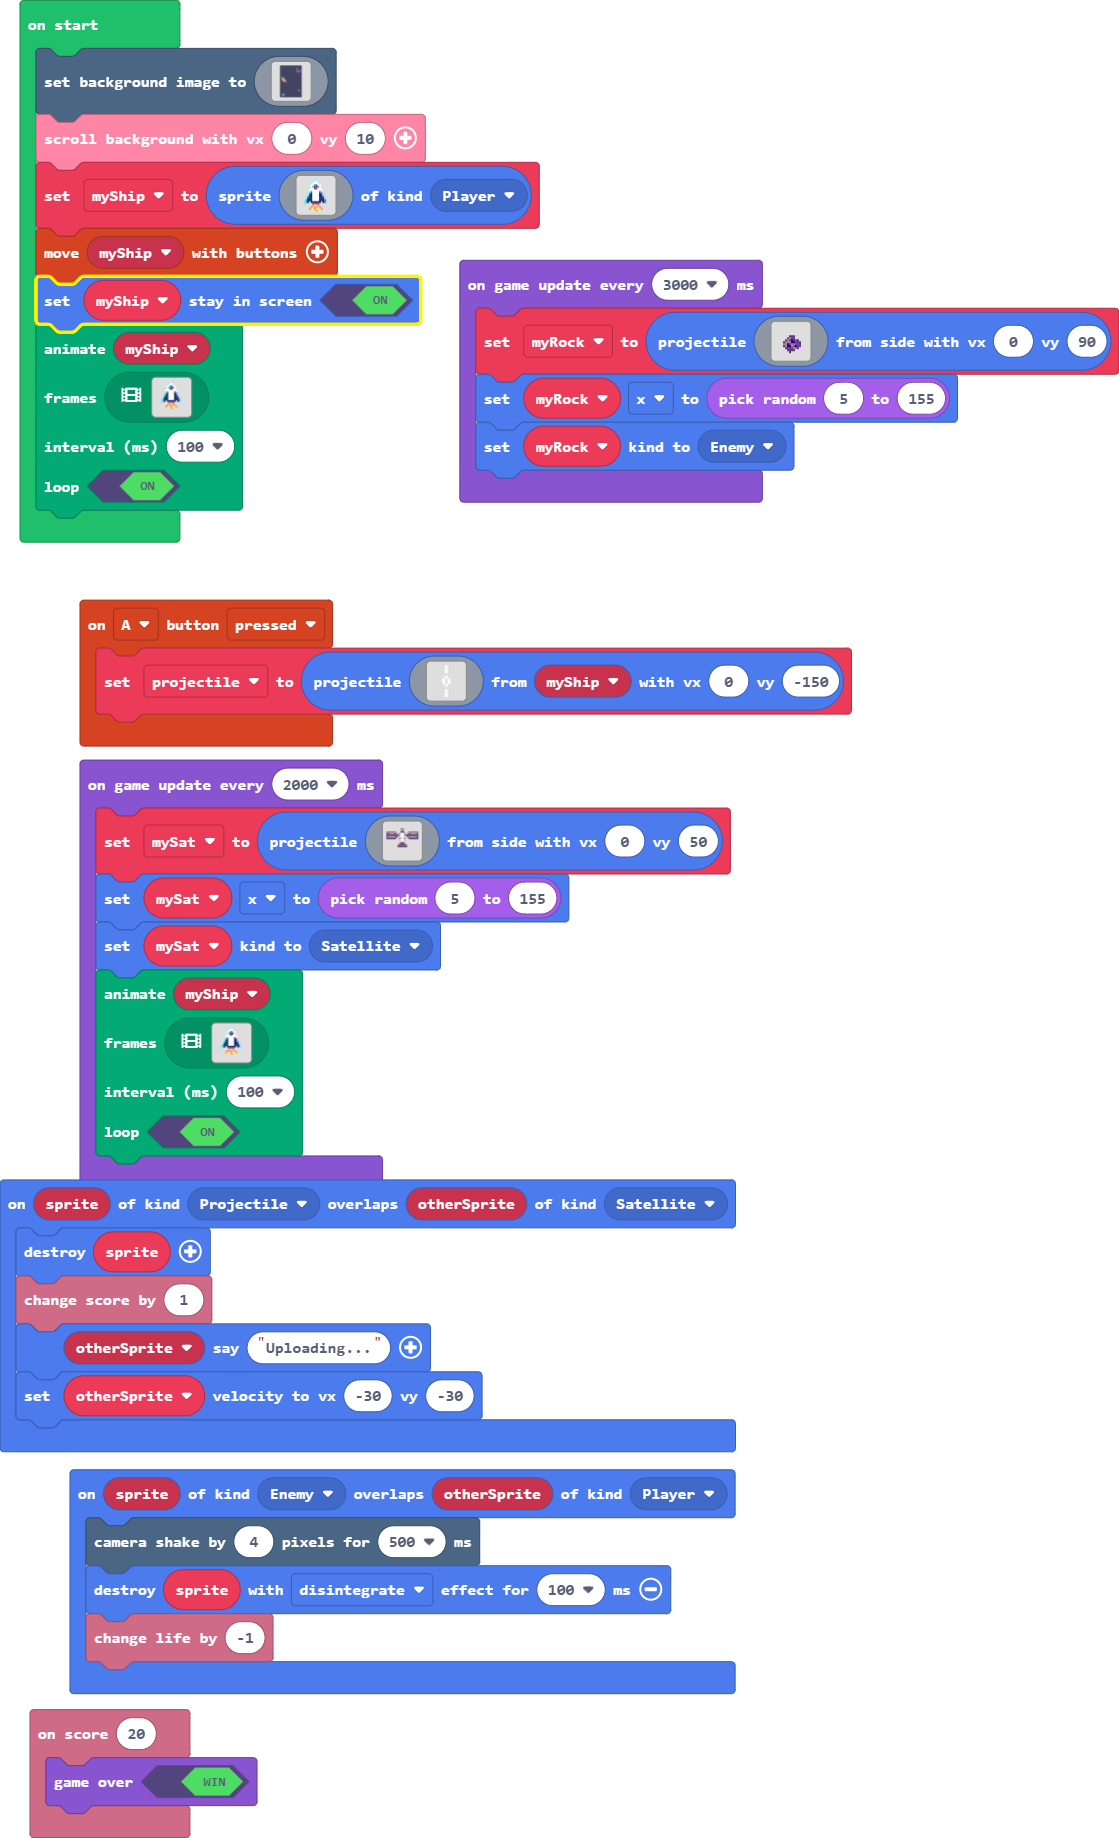 on start
set background image to
scroll background with vx 0 vy 10
set myShip to sprite of kind Player
move myShip with buttons
set myShip stay in screen ON
animate myShip
frames
interval (ms) 100
loop ON
on game update every 3000 ms
set myRock to projectile from side with vx 0 vy 90
set myRock x to pick random 5 to 155
set myRock kind to Enemy
on A button pressed
set projectile to projectile from myShip with vx 0 vy -150
on game update every 2000 ms
set mySat to projectile from side with vx 0 vy 50
set mySat x to pick random 5 to 155
set mySat kind to Satellite
animate myShip
frames
interval (ms) 100
loop ON
on sprite of kind Projectile overlaps otherSprite of kind Satellite
destroy sprite
change score by 1
otherSprite say "Uploading..."
set otherSprite velocity to vx -30 vy -30
on sprite of kind Enemy overlaps otherSprite of kind Player
camera shake by 4 pixels for 500 ms
destroy sprite with disintegrate effect for 100 ms
change life by -1
on score 20
game over WIN